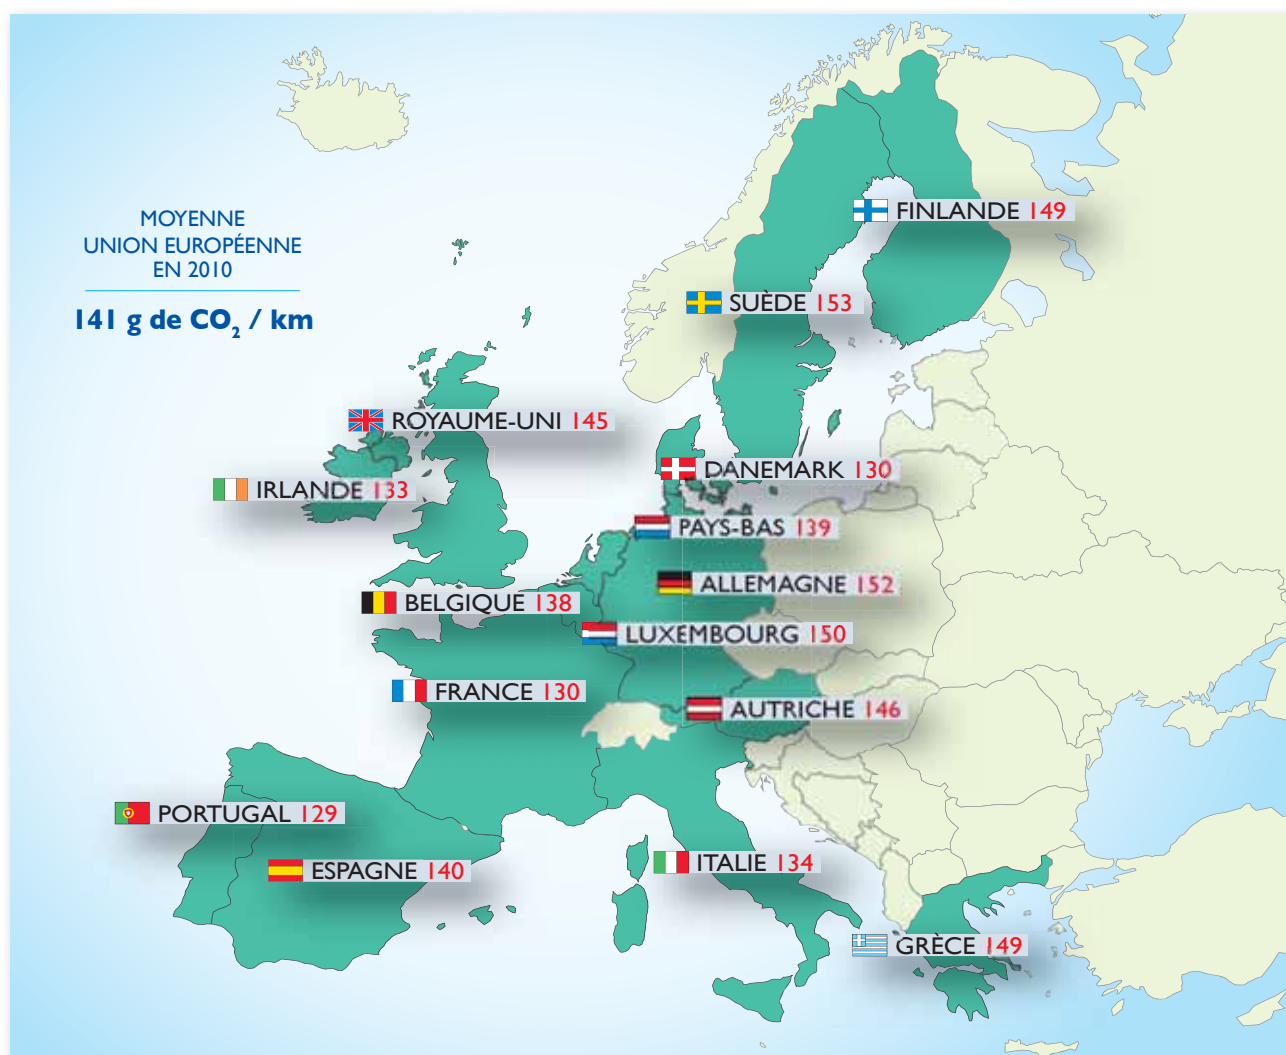 MOYENNE
UNION EUROPÉENNE
EN 2010
141 g de CO₂ / km
FINLANDE 149
SUÈDE 153
ROYAUME-UNI 145
DANEMARK 130
IRLANDE 133
PAYS-BAS 139
ALLEMAGNE 152
BELGIQUE 138
LUXEMBOURG 150
FRANCE 130
AUTRICHE 146
PORTUGAL 129
ITALIE 134
ESPAGNE 140
GRÈCE 149